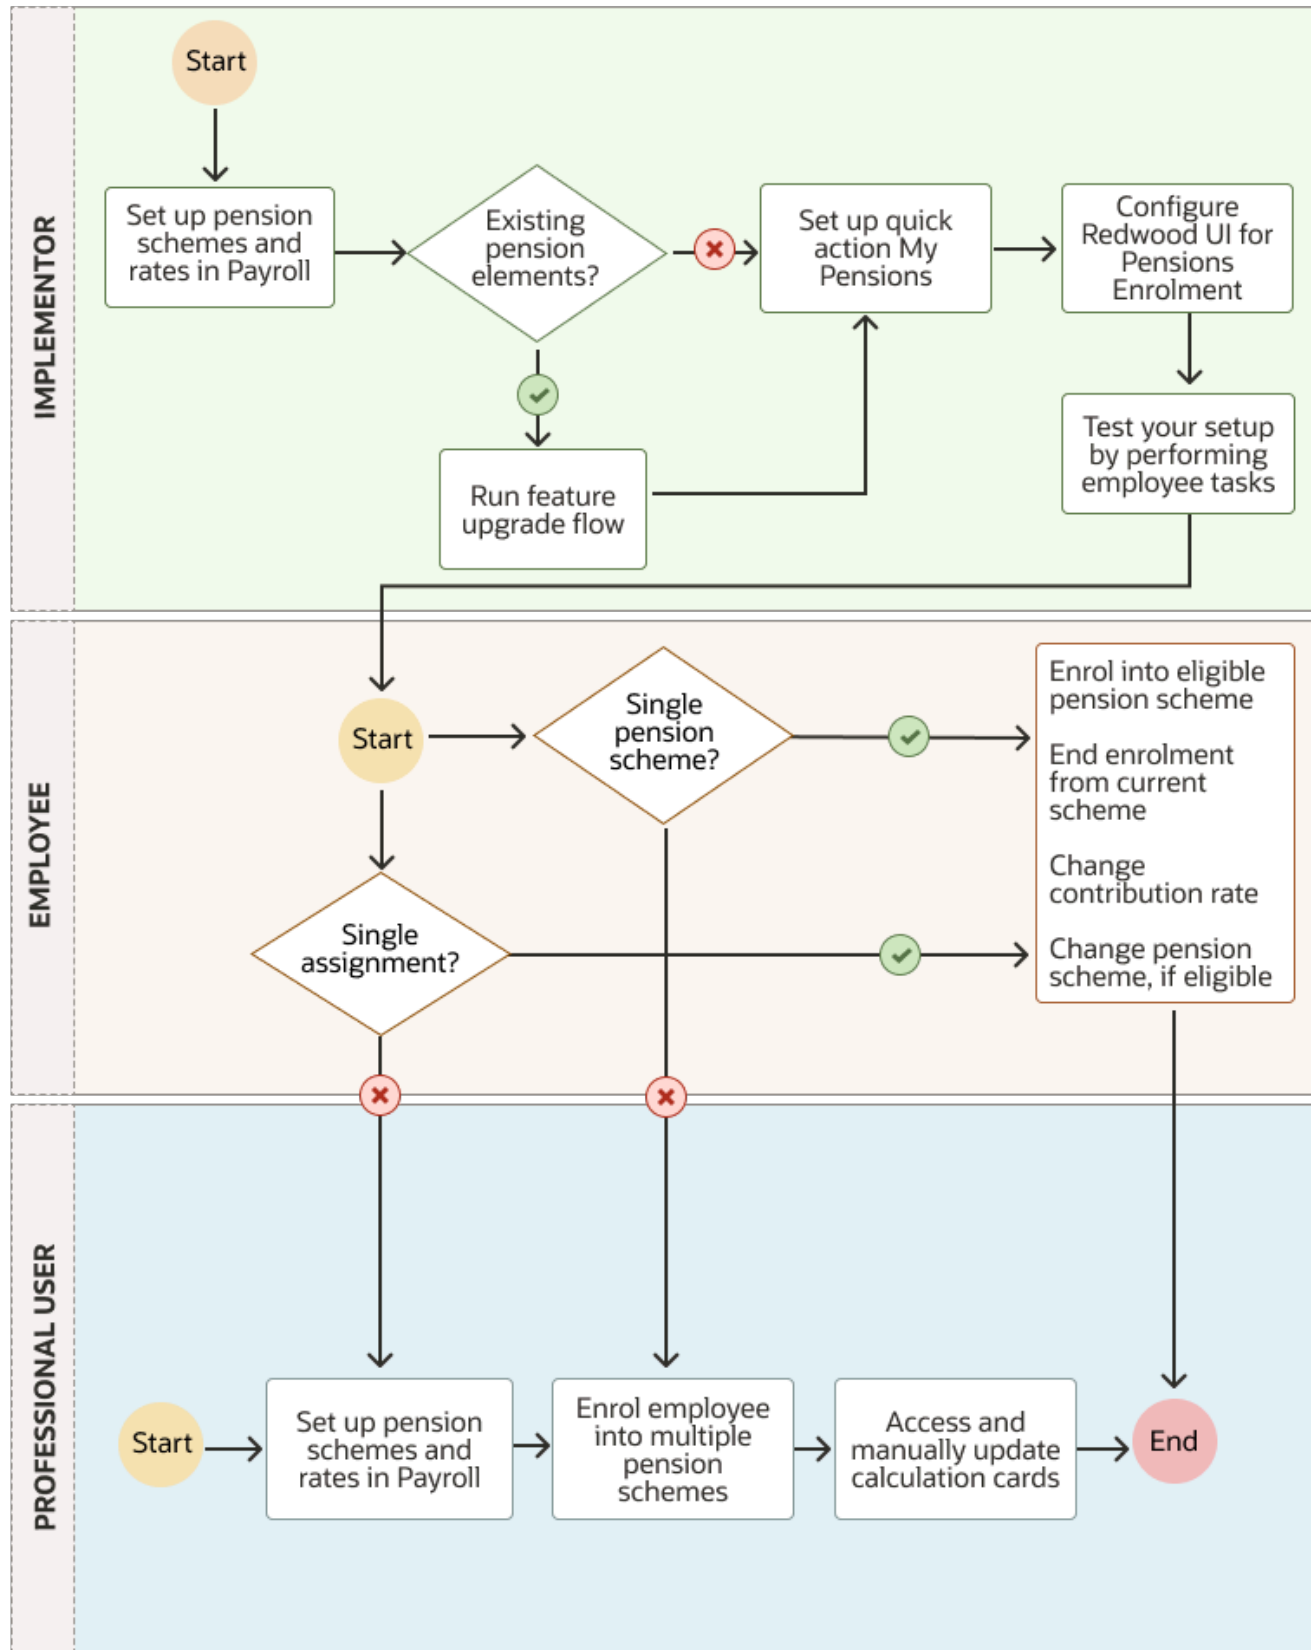 IMPLEMENTOR
Start
Set up pension
schemes and
rates in Payroll
Existing
pension
elements?
Set up quick
action My
Pensions
Configure
Redwood UI for
Pensions
Enrolment
Run feature
upgrade flow
Test your setup
by performing
employee tasks
EMPLOYEE
Start
Single
pension
scheme?
Single
assignment?
Enrol into eligible
pension scheme
End enrolment
from current
scheme
Change
contribution rate
Change pension
scheme, if eligible
PROFESSIONAL USER
Start
Set up pension
schemes and
rates in Payroll
Enrol employee
into multiple
pension
schemes
Access and
manually update
calculation cards
End